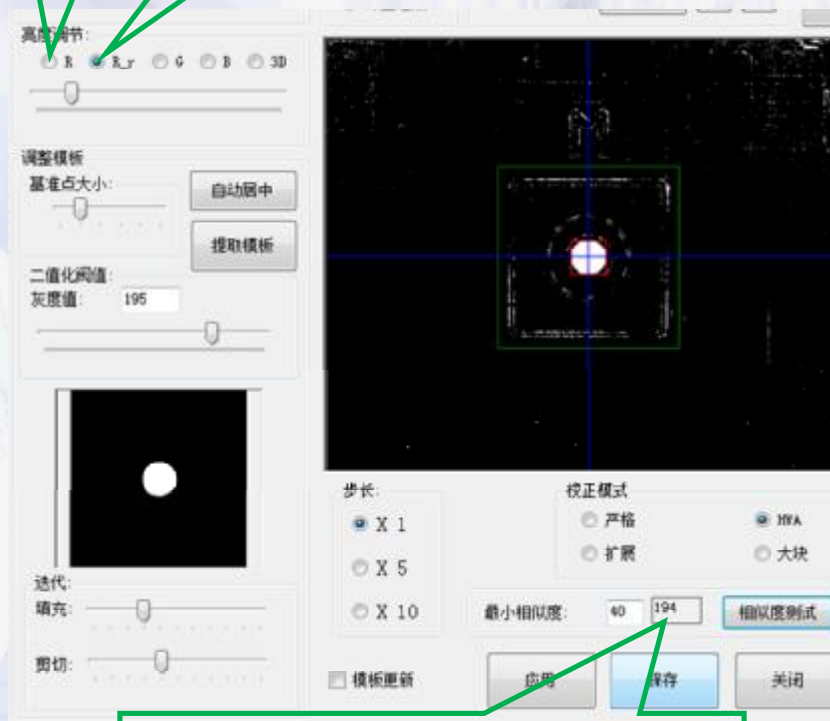 亮度调节:
R R_y G B 3D
调整模板
基准点大小:
自动居中
提取模板
二值化阀值:
灰度值: 195
步长:
X 1
X 5
X 10
校正模式
严格
扩展
大块
迭代:
填充:
剪切:
最小相似度: 40 194 相似度测试
模板更新 应用 保存 关闭